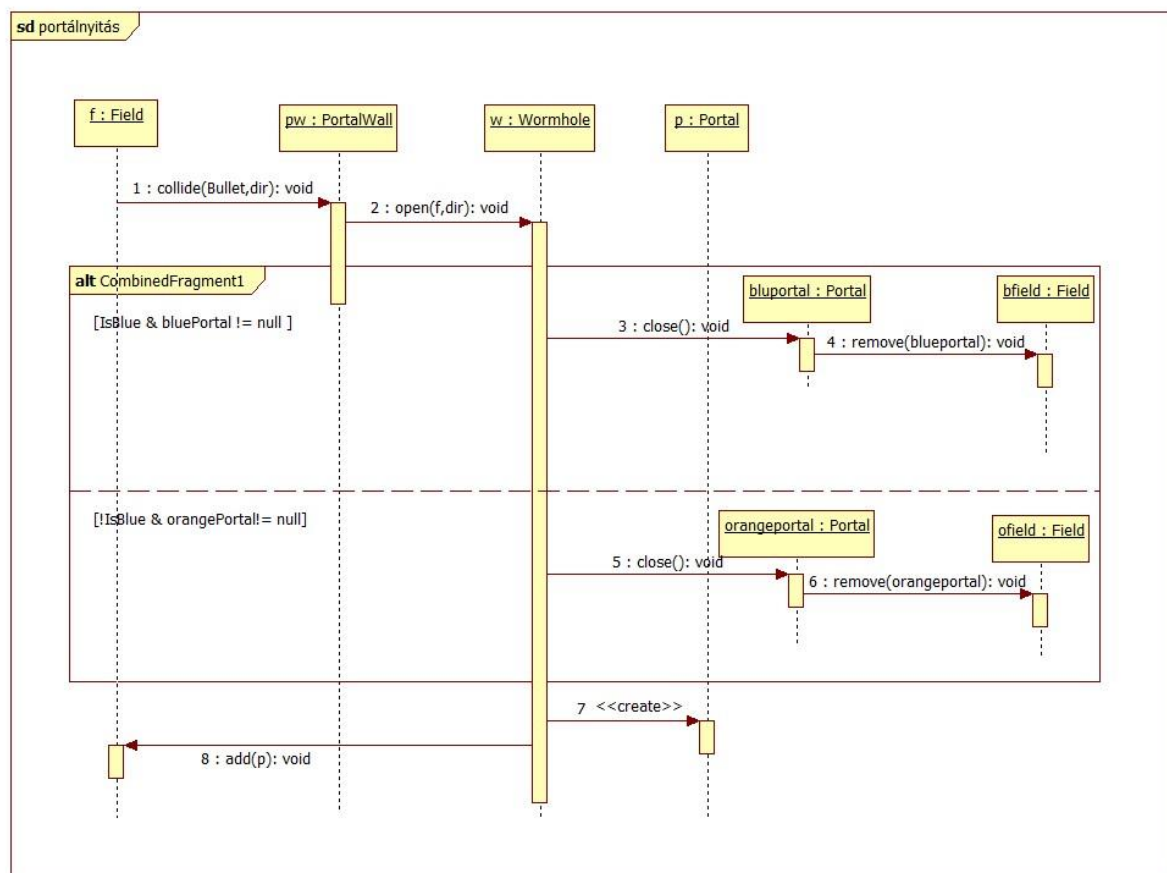 sd portálnyitás
f : Field
pw : PortalWall
w : Wormhole
p : Portal
1 : collide(Bullet,dir): void
2 : open(f,dir): void
alt CombinedFragment1
bluportal : Portal
bfield : Field
[IsBlue & bluePortal != null ]
3 : close(): void
4 : remove(blueportal): void
[!IsBlue & orangePortal!= null]
orangeportal : Portal
ofield : Field
5 : close(): void
6 : remove(orangeportal): void
7 <<create>>
8 : add(p): void